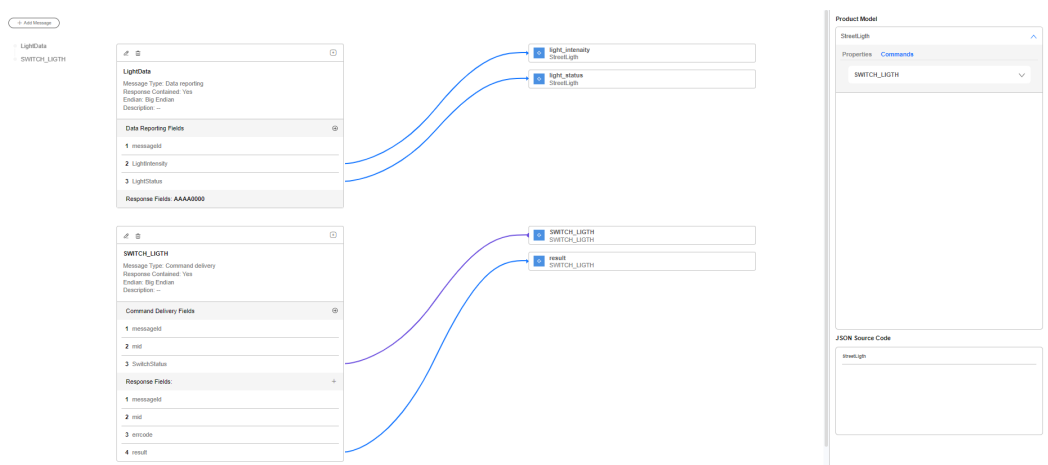 + Add Message
LightData
SWITCH_LIGTH
LightData
Message Type: Data reporting
Response Contained: Yes
Endian: Big Endian
Description: --
Data Reporting Fields
1 messageId
2 LightIntensity
3 LightStatus
Response Fields: AAAA0000
light_intensity
StreetLigth
light_status
StreetLigth
SWITCH_LIGTH
Message Type: Command delivery
Response Contained: Yes
Endian: Big Endian
Description: --
Command Delivery Fields
1 messageId
2 mid
3 SwitchStatus
Response Fields:
1 messageId
2 mid
3 errcode
4 result
SWITCH_LIGTH
SWITCH_LIGTH
result
SWITCH_LIGTH
Product Model
StreetLigth
Properties Commands
SWITCH_LIGTH
JSON Source Code
StreetLigth